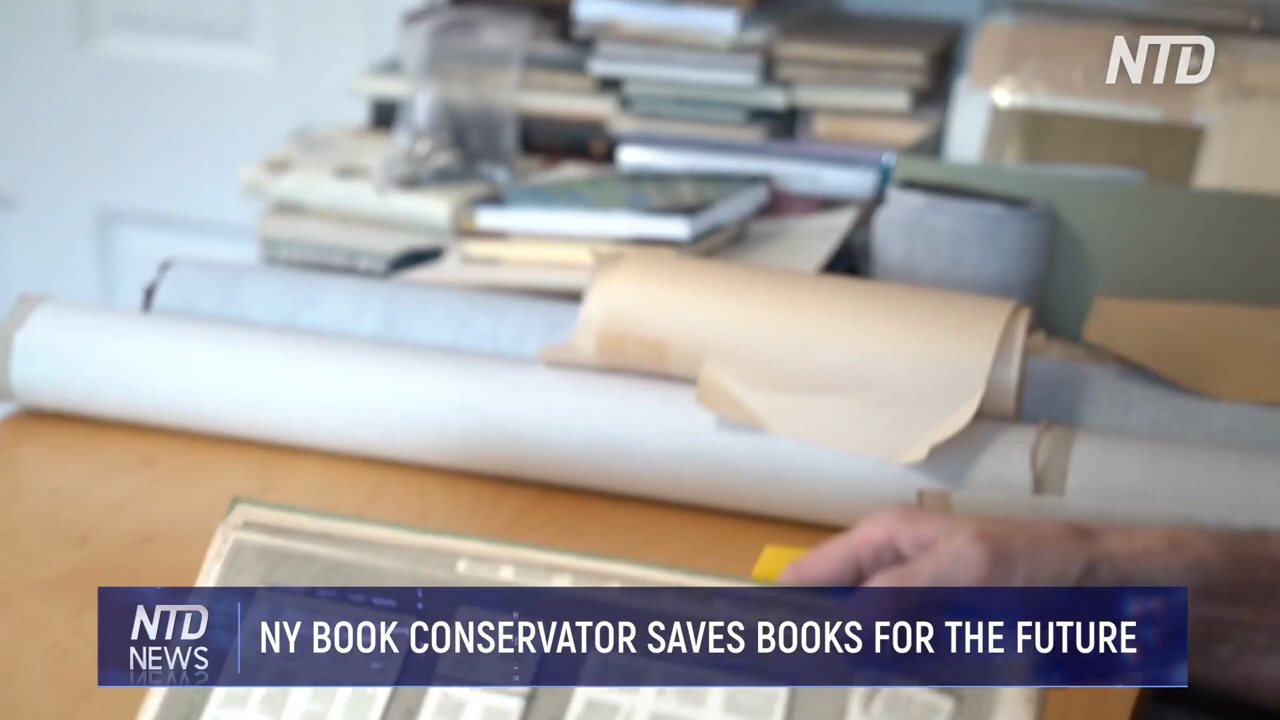 NTD
NTD
NEWS
NY BOOK CONSERVATOR SAVES BOOKS FOR THE FUTURE